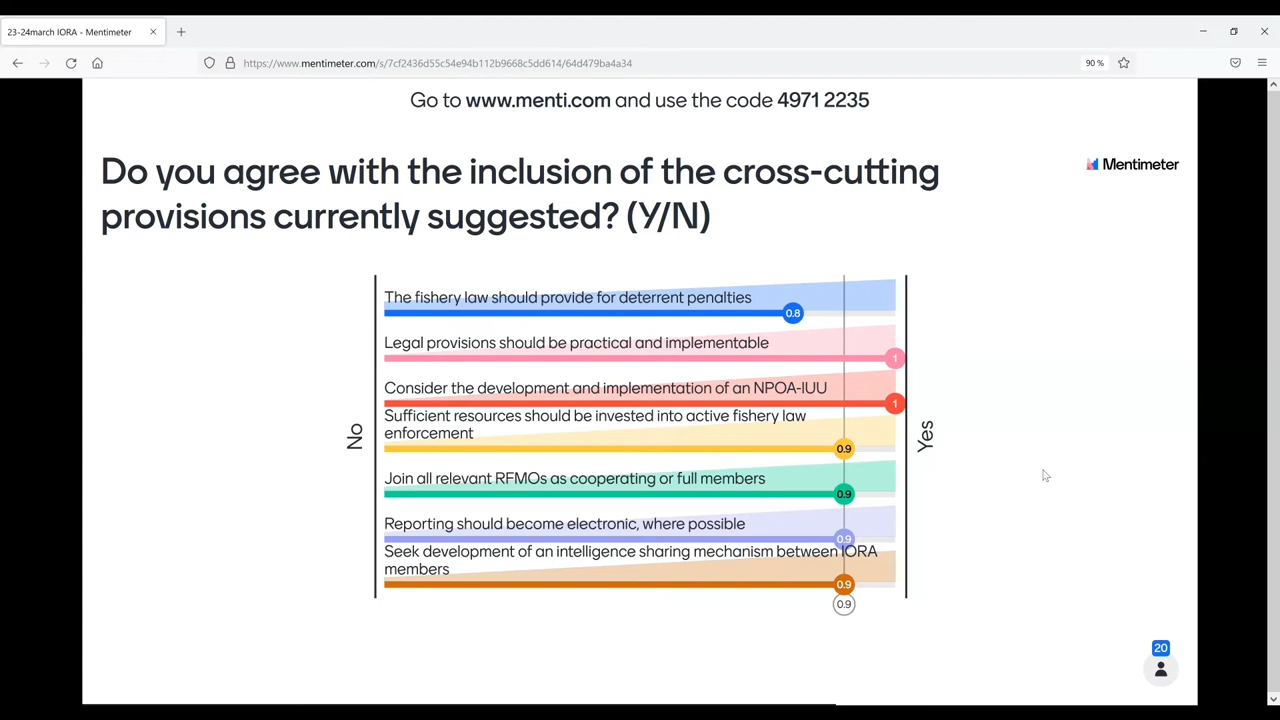 23-24march IORA - Mentimeter
https://www.mentimeter.com/s/7cf2436d55c54e94b112b9668c5dd614/64d479ba4a34
90 %
Go to www.menti.com and use the code 4971 2235
Do you agree with the inclusion of the cross-cutting
provisions currently suggested? (Y/N)
Mentimeter
The fishery law should provide for deterrent penalties
0.8
Legal provisions should be practical and implementable
1
Consider the development and implementation of an NPOA-IUU
1
Sufficient resources should be invested into active fishery law
enforcement
0.9
No
Yes
Join all relevant RFMOs as cooperating or full members
0.9
Reporting should become electronic, where possible
0.9
Seek development of an intelligence sharing mechanism between IORA
members
0.9
0.9
20